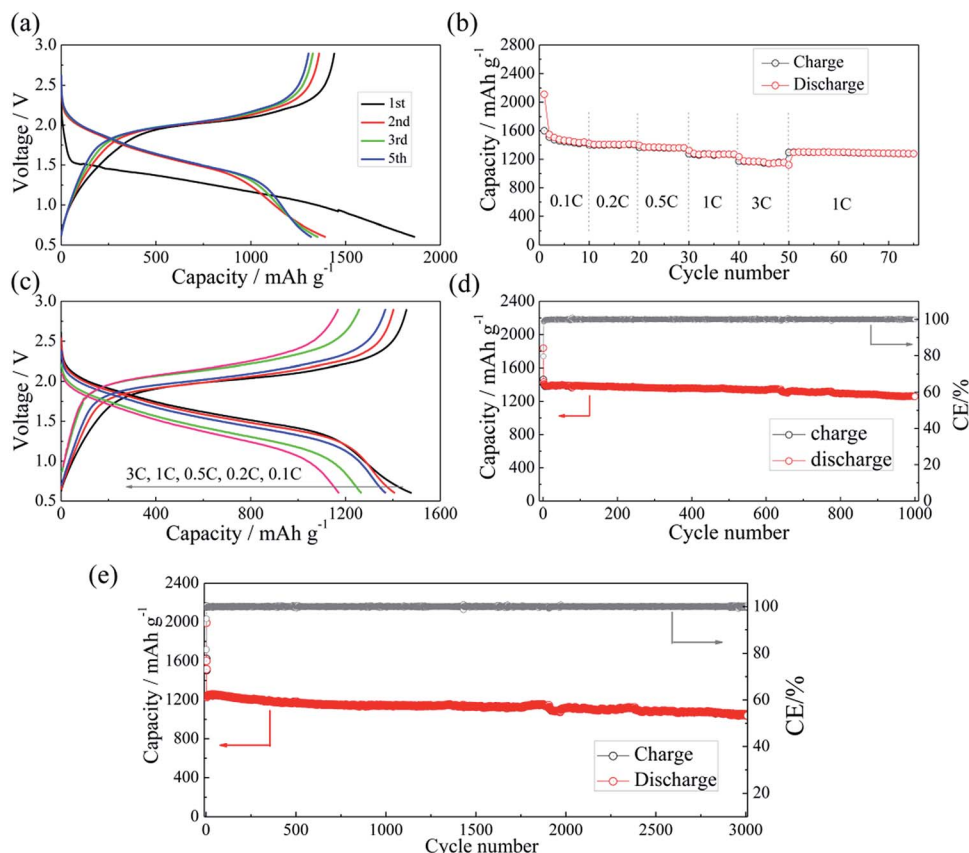 (a)
3.0
2.5
2.0
1.5
1.0
0.5
Voltage / V
1st
2nd
3rd
5th
0 500 1000 1500 2000
Capacity / mAh g⁻¹
(b)
2800
2400
2000
1600
1200
800
400
0
Capacity / mAh g⁻¹
Charge
Discharge
0.1C 0.2C 0.5C 1C 3C 1C
0 10 20 30 40 50 60 70
Cycle number
(c)
3.0
2.5
2.0
1.5
1.0
0.5
Voltage / V
3C, 1C, 0.5C, 0.2C, 0.1C
0 400 800 1200 1600
Capacity / mAh g⁻¹
(d)
2400
2000
1600
1200
800
400
0
Capacity / mAh g⁻¹
charge
discharge
100
80
60
40
20
0
CE/%
0 200 400 600 800 1000
Cycle number
(e)
2400
2000
1600
1200
800
400
0
Capacity / mAh g⁻¹
Charge
Discharge
100
80
60
40
20
CE/%
0 500 1000 1500 2000 2500 3000
Cycle number